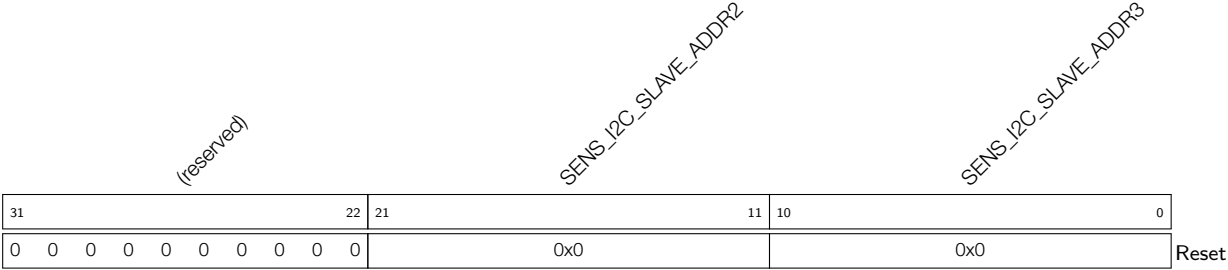 (reserved)
SENS_I2C_SLAVE_ADDR2
SENS_I2C_SLAVE_ADDR3
31 22 21 11 10 0
0 0 0 0 0 0 0 0 0 0 0x0 0x0 Reset